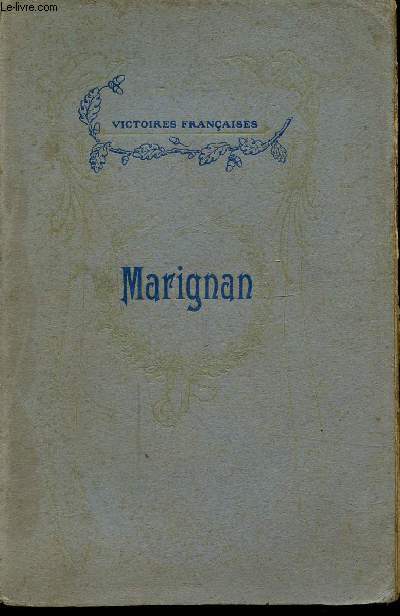 Le-livre.com
VICTOIRES FRANÇAISES
Marignan